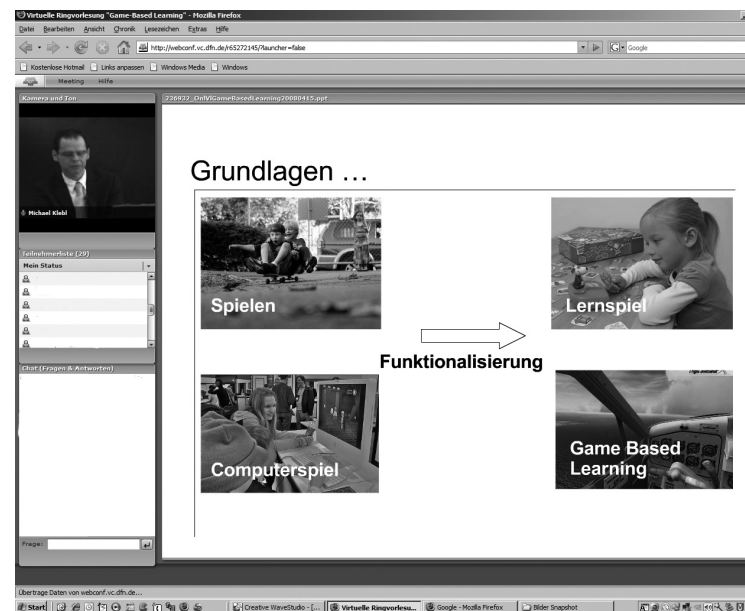 Virtuelle Ringvorlesung "Game-Based Learning" - Mozilla Firefox
Datei Bearbeiten Ansicht Chronik Lesezeichen Extras Hilfe
http://webconf.vc.dfn.de/r65272145/?launcher=false
Google
Kostenlose Hotmail Links anpassen Windows Media Windows
Meeting Hilfe
Kamera und Ton
236932_OnlViGameBasedLearning20080415.ppt
Michael Klebl
Teilnehmerliste (29)
Mein Status
Chat (Fragen & Antworten)
Frage:
Grundlagen ...
Spielen
Lernspiel
Funktionalisierung
Computerspiel
Game Based
Learning
Übertrage Daten von webconf.vc.dfn.de...
Start
Creative WaveStudio - [...
Virtuelle Ringvorlesu...
Google - Mozilla Firefox
Bilder Snapshot